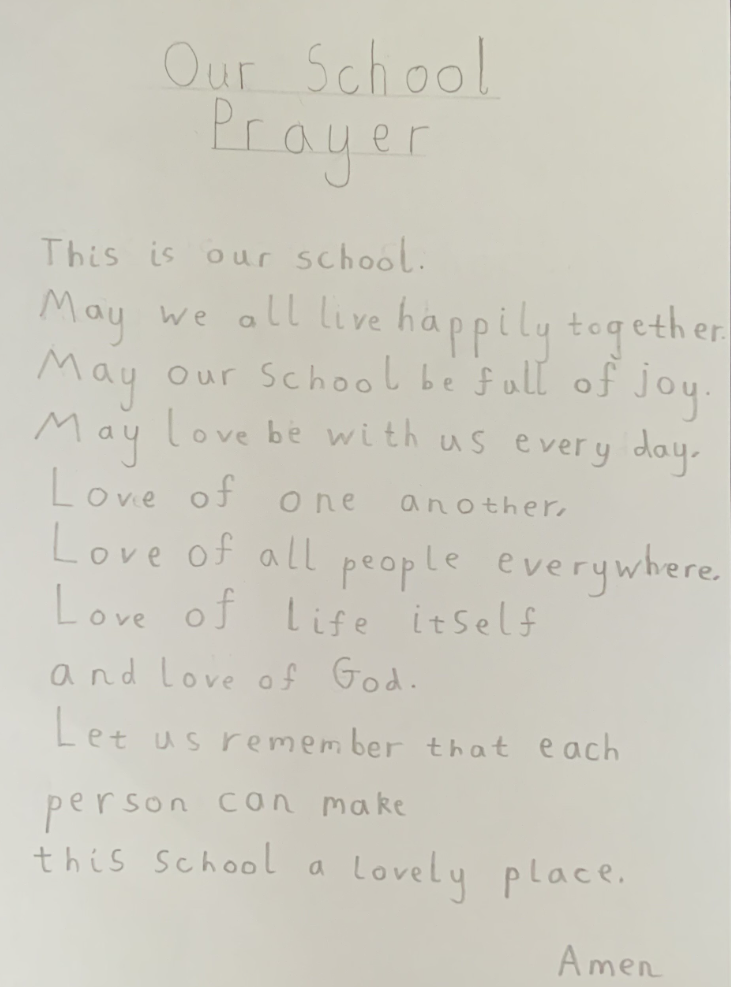 Our School
Prayer
This is our school.
May we all live happily together.
May our School be full of joy.
May love be with us every day.
Love of one another,
Love of all people everywhere.
Love of life itself
and love of God.
Let us remember that each
person can make
this school a lovely place.
Amen